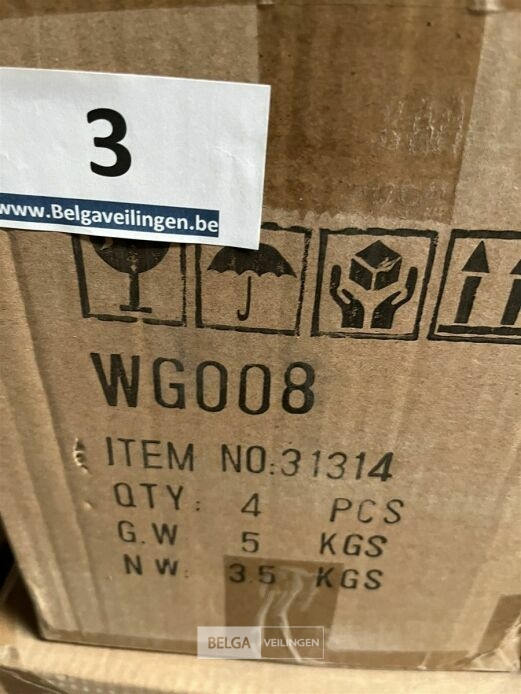 3
www.Belgaveilingen.be
WG008
ITEM NO:31314
QTY: 4 PCS
G.W 5 KGS
N W: 3.5 KGS
BELGA VEILINGEN